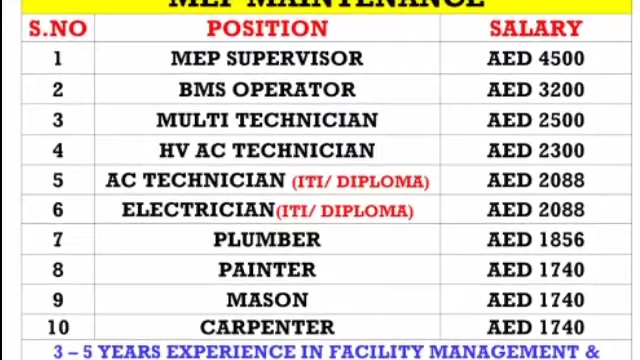 MEP MAINTENANCE
S.NO POSITION SALARY
1 MEP SUPERVISOR AED 4500
2 BMS OPERATOR AED 3200
3 MULTI TECHNICIAN AED 2500
4 HV AC TECHNICIAN AED 2300
5 AC TECHNICIAN (ITI/ DIPLOMA) AED 2088
6 ELECTRICIAN(ITI/ DIPLOMA) AED 2088
7 PLUMBER AED 1856
8 PAINTER AED 1740
9 MASON AED 1740
10 CARPENTER AED 1740
3 – 5 YEARS EXPERIENCE IN FACILITY MANAGEMENT &